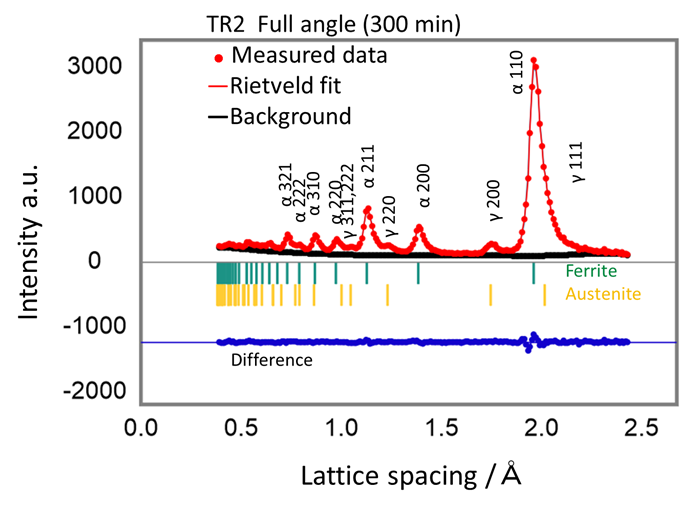 TR2 Full angle (300 min)
Measured data
Rietveld fit
Background
3000
2000
1000
0
-1000
-2000
Intensity a.u.
α 321
α 222
α 310
α 220
γ 311,222
α 211
γ 220
α 200
γ 200
α 110
γ 111
Ferrite
Austenite
Difference
0.0 0.5 1.0 1.5 2.0 2.5
Lattice spacing / Å